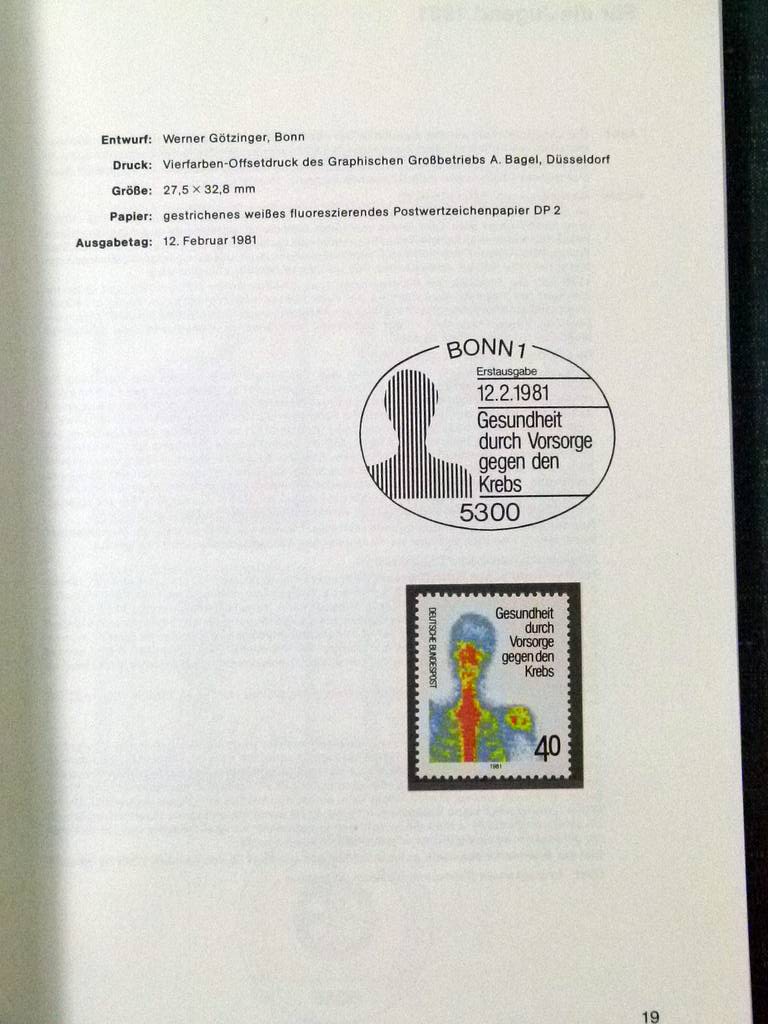 Entwurf: Werner Götzinger, Bonn
Druck: Vierfarben-Offsetdruck des Graphischen Großbetriebs A. Bagel, Düsseldorf
Größe: 27,5 × 32,8 mm
Papier: gestrichenes weißes fluoreszierendes Postwertzeichenpapier DP 2
Ausgabetag: 12. Februar 1981
BONN 1
Erstausgabe
12.2.1981
Gesundheit
durch Vorsorge
gegen den
Krebs
5300
DEUTSCHE BUNDESPOST
Gesundheit
durch
Vorsorge
gegen den
Krebs
40
1981
19